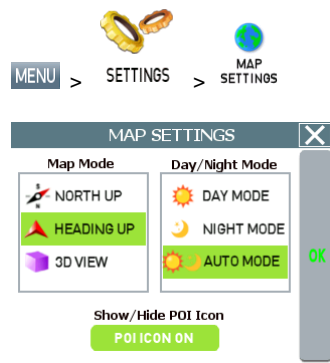 MENU > SETTINGS > MAP SETTINGS
MAP SETTINGS X
Map Mode
NORTH UP
HEADING UP
3D VIEW
Day/Night Mode
DAY MODE
NIGHT MODE
AUTO MODE
OK
Show/Hide POI Icon
POI ICON ON